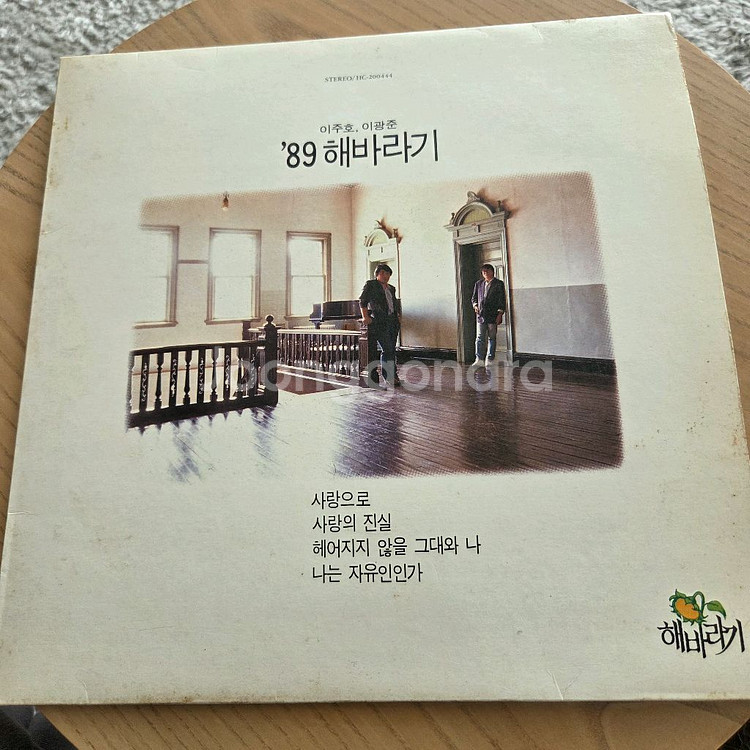 STEREO/HC-200444
이주호, 이광준
'89 해바라기
사랑으로
사랑의 진실
헤어지지 않을 그대와 나
나는 자유인인가
해바라기